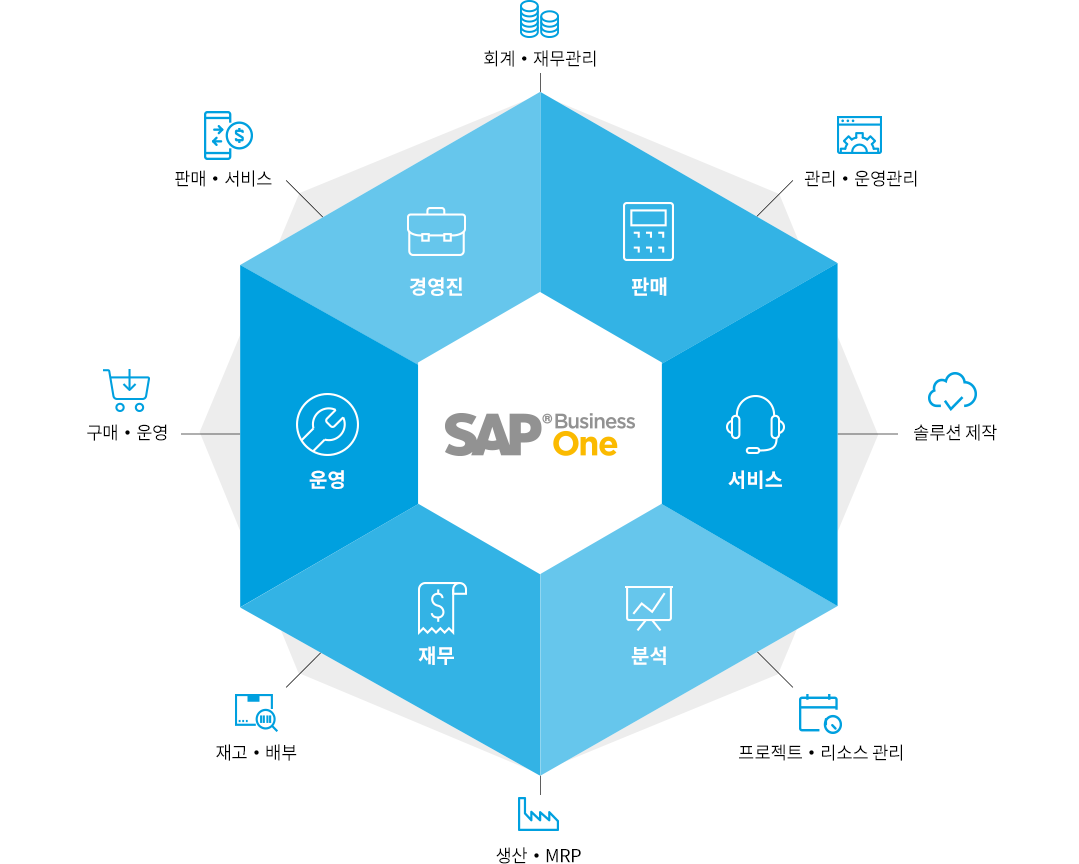 회계 • 재무관리
판매 • 서비스
관리 • 운영관리
경영진
판매
구매 • 운영
운영
SAP® Business
One
서비스
솔루션 제작
재무
분석
재고 • 배부
프로젝트 • 리소스 관리
생산 • MRP